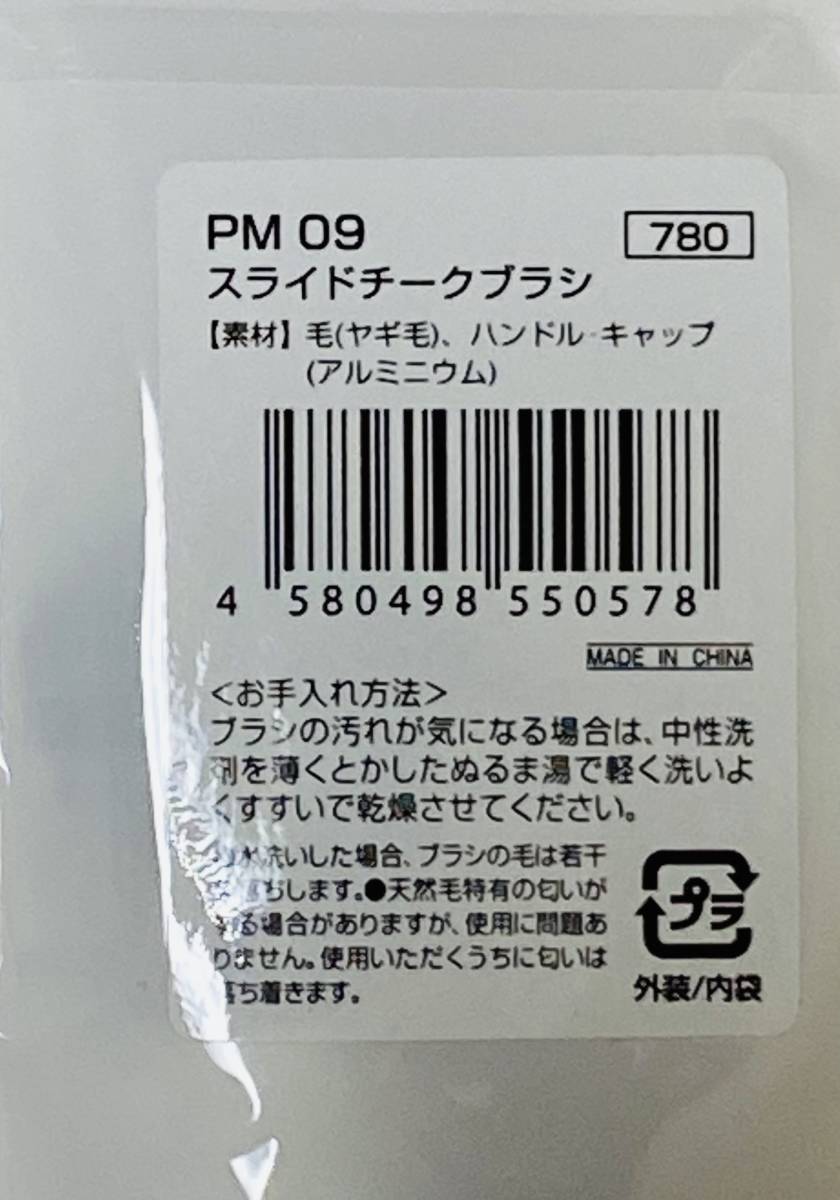 PM 09
780
スライドチークブラシ
【素材】毛(ヤギ毛)、ハンドル・キャップ
(アルミニウム)
4 580498 550578
MADE IN CHINA
<お手入れ方法>
ブラシの汚れが気になる場合は、中性洗
剤を薄くとかしたぬるま湯で軽く洗いよ
くすすいで乾燥させてください。
水洗いした場合、ブラシの毛は若干
ちします。●天然毛特有の匂いが
る場合がありますが、使用に問題あ
りません。使用いただくうちに匂いは
落ち着きます。
プラ
外装/内袋